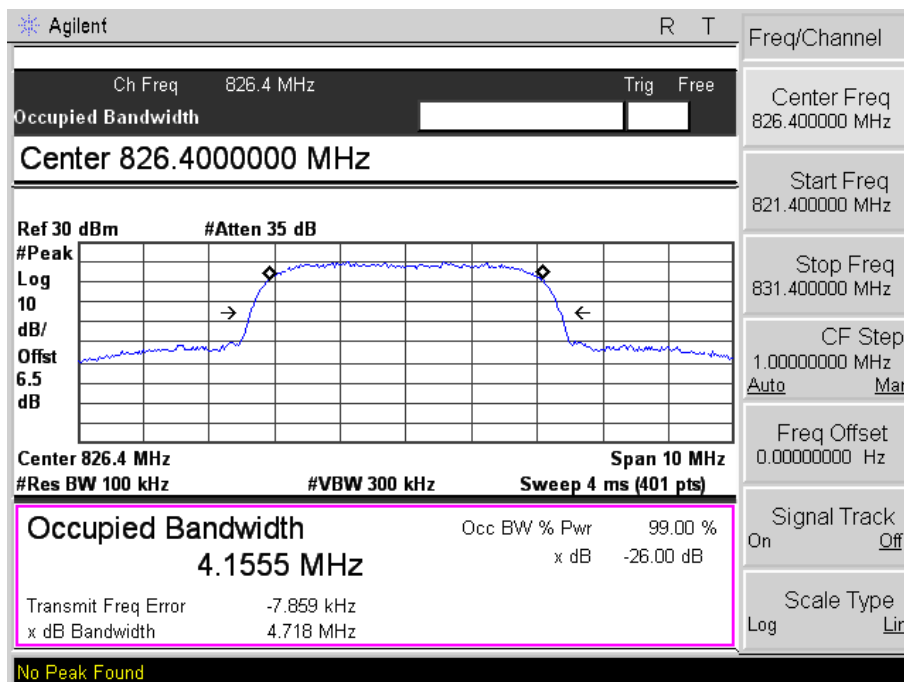 Agilent R T
Ch Freq 826.4 MHz Trig Free
Occupied Bandwidth
Center 826.4000000 MHz
Ref 30 dBm #Atten 35 dB
#Peak
Log
10
dB/
Offst
6.5
dB
Center 826.4 MHz Span 10 MHz
#Res BW 100 kHz #VBW 300 kHz Sweep 4 ms (401 pts)
Occupied Bandwidth
4.1555 MHz
Occ BW % Pwr 99.00 %
x dB -26.00 dB
Transmit Freq Error -7.859 kHz
x dB Bandwidth 4.718 MHz
No Peak Found
Freq/Channel
Center Freq
826.400000 MHz
Start Freq
821.400000 MHz
Stop Freq
831.400000 MHz
CF Step
1.00000000 MHz
Auto Mar
Freq Offset
0.00000000 Hz
Signal Track
On Off
Scale Type
Log Lir